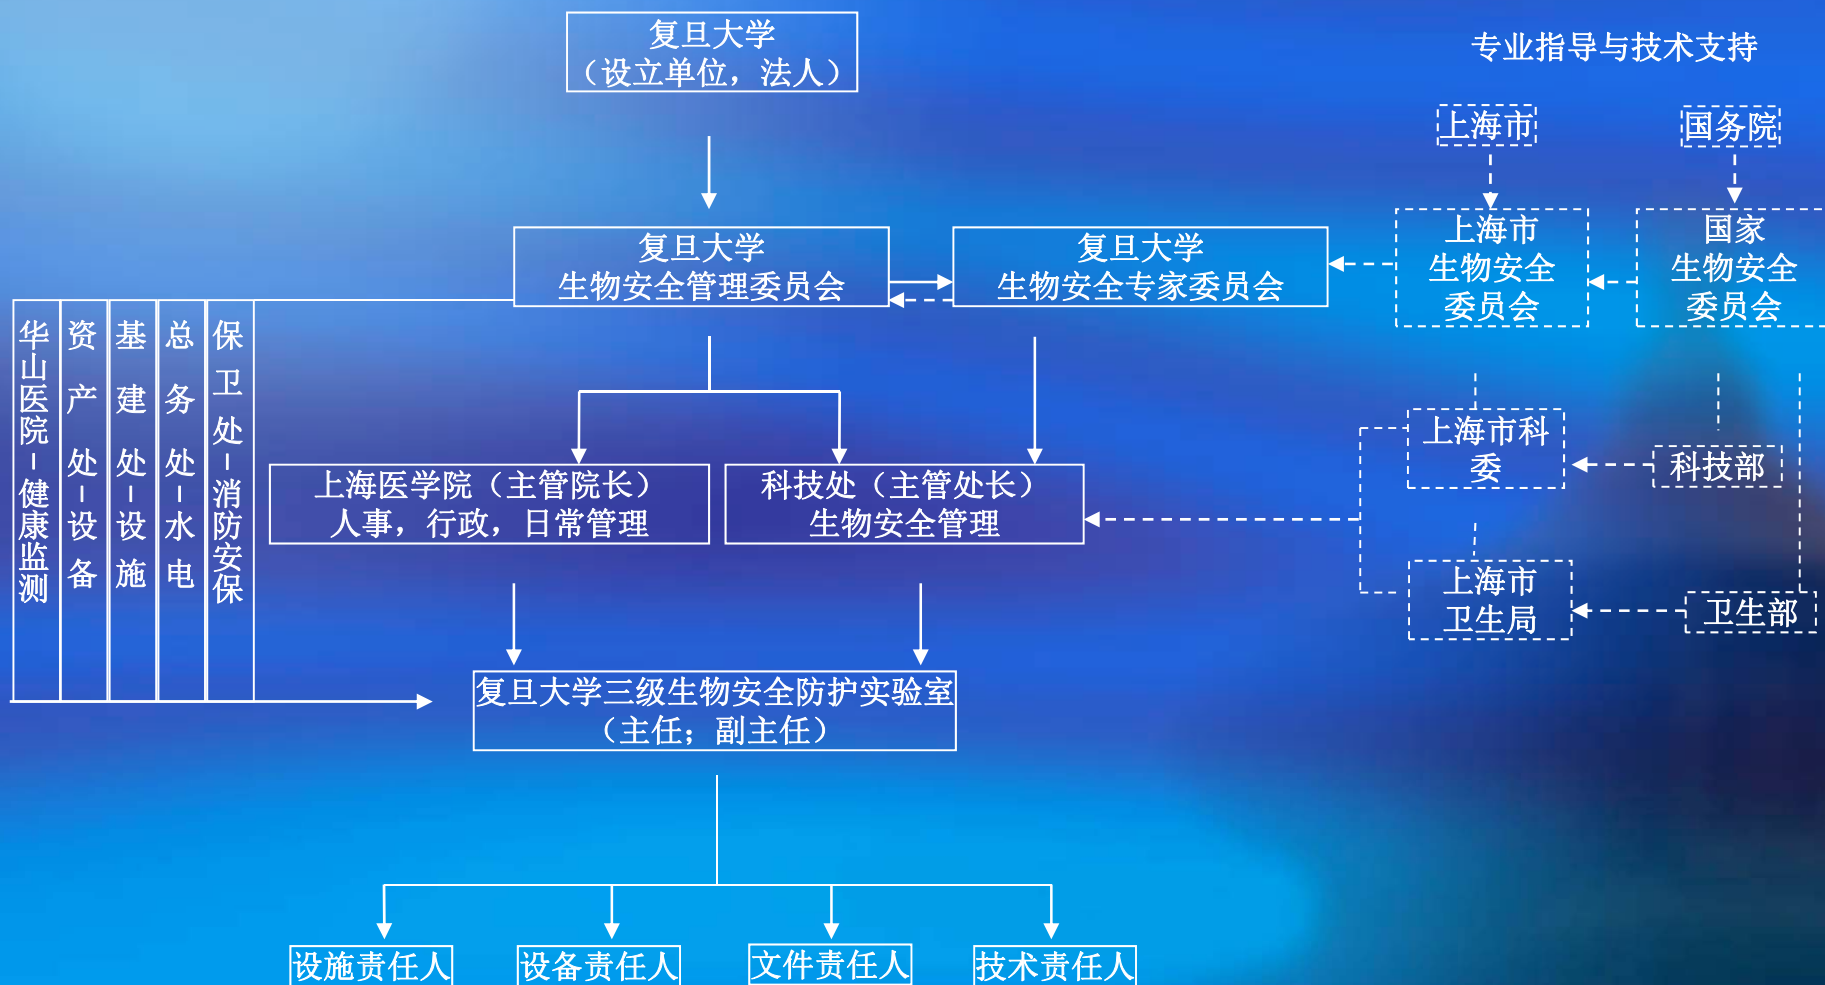 复旦大学
（设立单位，法人）
专业指导与技术支持
上海市
国务院
复旦大学
生物安全管理委员会
复旦大学
生物安全专家委员会
上海市
生物安全
委员会
国家
生物安全
委员会
华山医院-健康监测
资产处-设备
基建处-设施
总务处-水电
保卫处-消防安保
上海医学院（主管院长）
人事，行政，日常管理
科技处（主管处长）
生物安全管理
上海市科
委
科技部
上海市
卫生局
卫生部
复旦大学三级生物安全防护实验室
（主任；副主任）
设施责任人
设备责任人
文件责任人
技术责任人